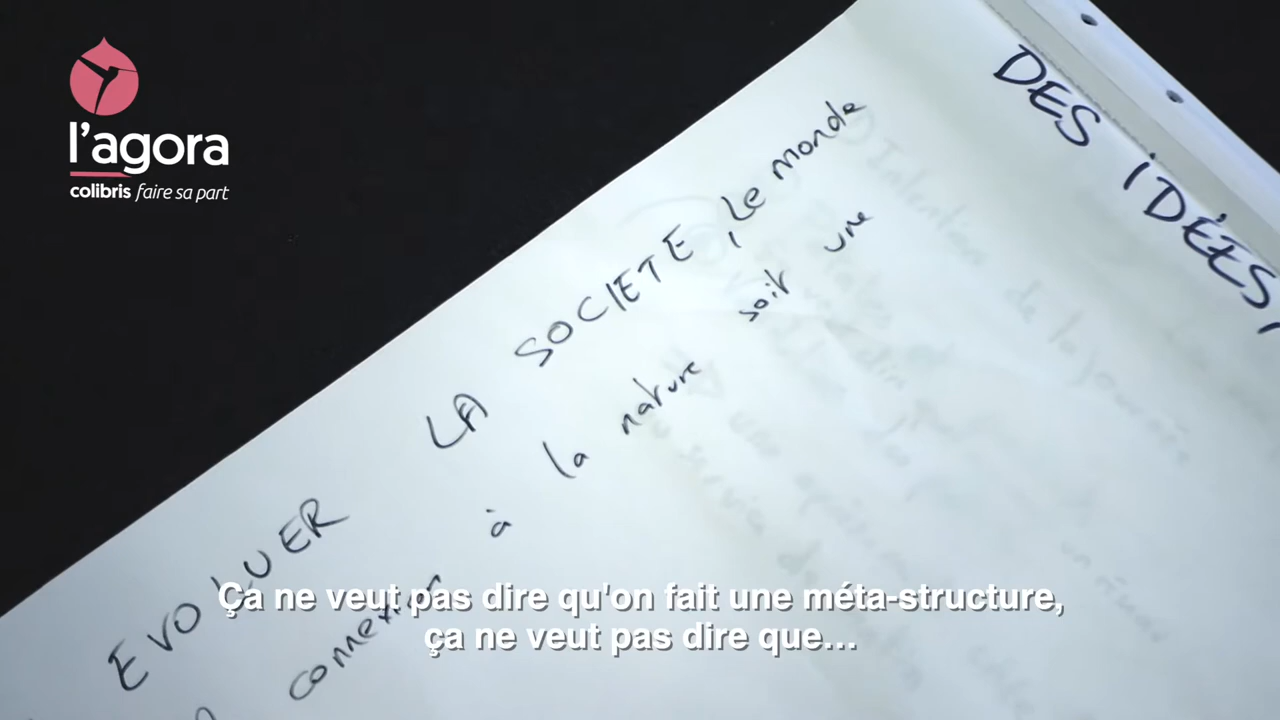 l'agora
colibris faire sa part
DES IDÉES,
EVOLUER LA SOCIETE, Le monde
connexion à la nature soit une
Ça ne veut pas dire qu'on fait une méta-structure,
ça ne veut pas dire que…